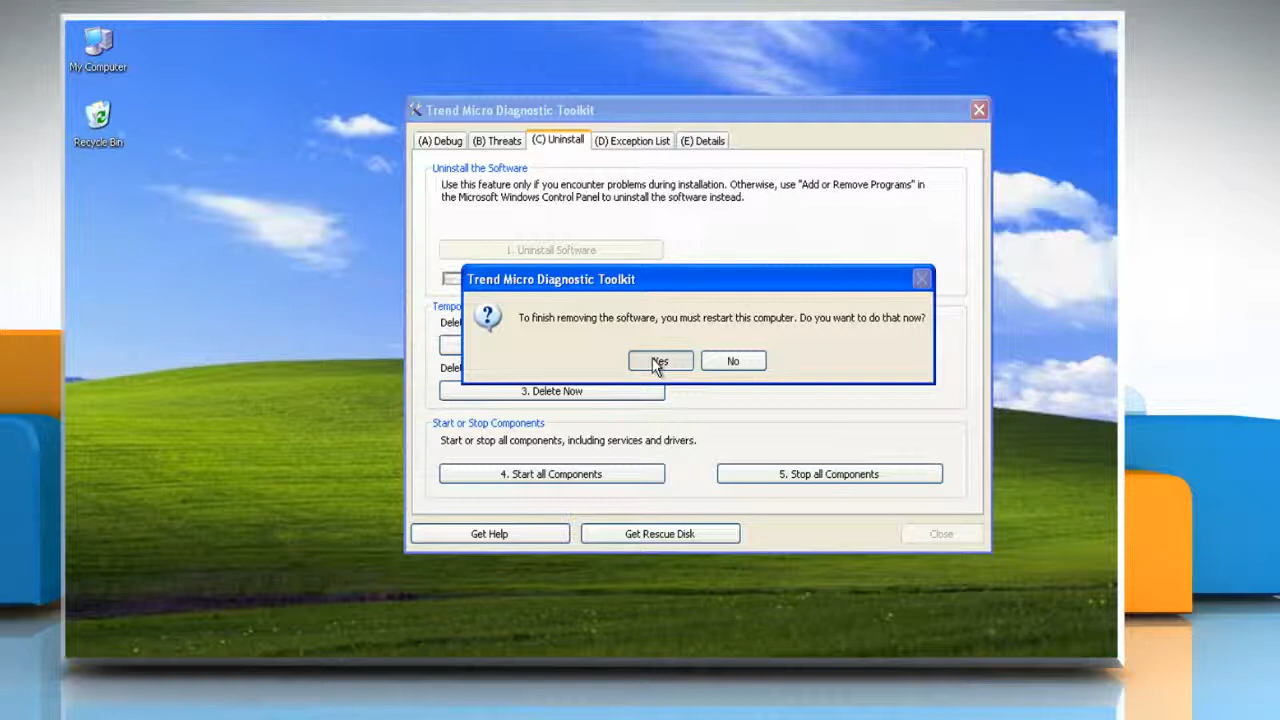 My Computer
Recycle Bin
Trend Micro Diagnostic Toolkit
(A) Debug (B) Threats (C) Uninstall (D) Exception List (E) Details
Uninstall the Software
Use this feature only if you encounter problems during installation. Otherwise, use "Add or Remove Programs" in
the Microsoft Windows Control Panel to uninstall the software instead.
1. Uninstall Software
Trend Micro Diagnostic Toolkit
To finish removing the software, you must restart this computer. Do you want to do that now?
Yes No
3. Delete Now
Start or Stop Components
Start or stop all components, including services and drivers.
4. Start all Components 5. Stop all Components
Get Help Get Rescue Disk Close